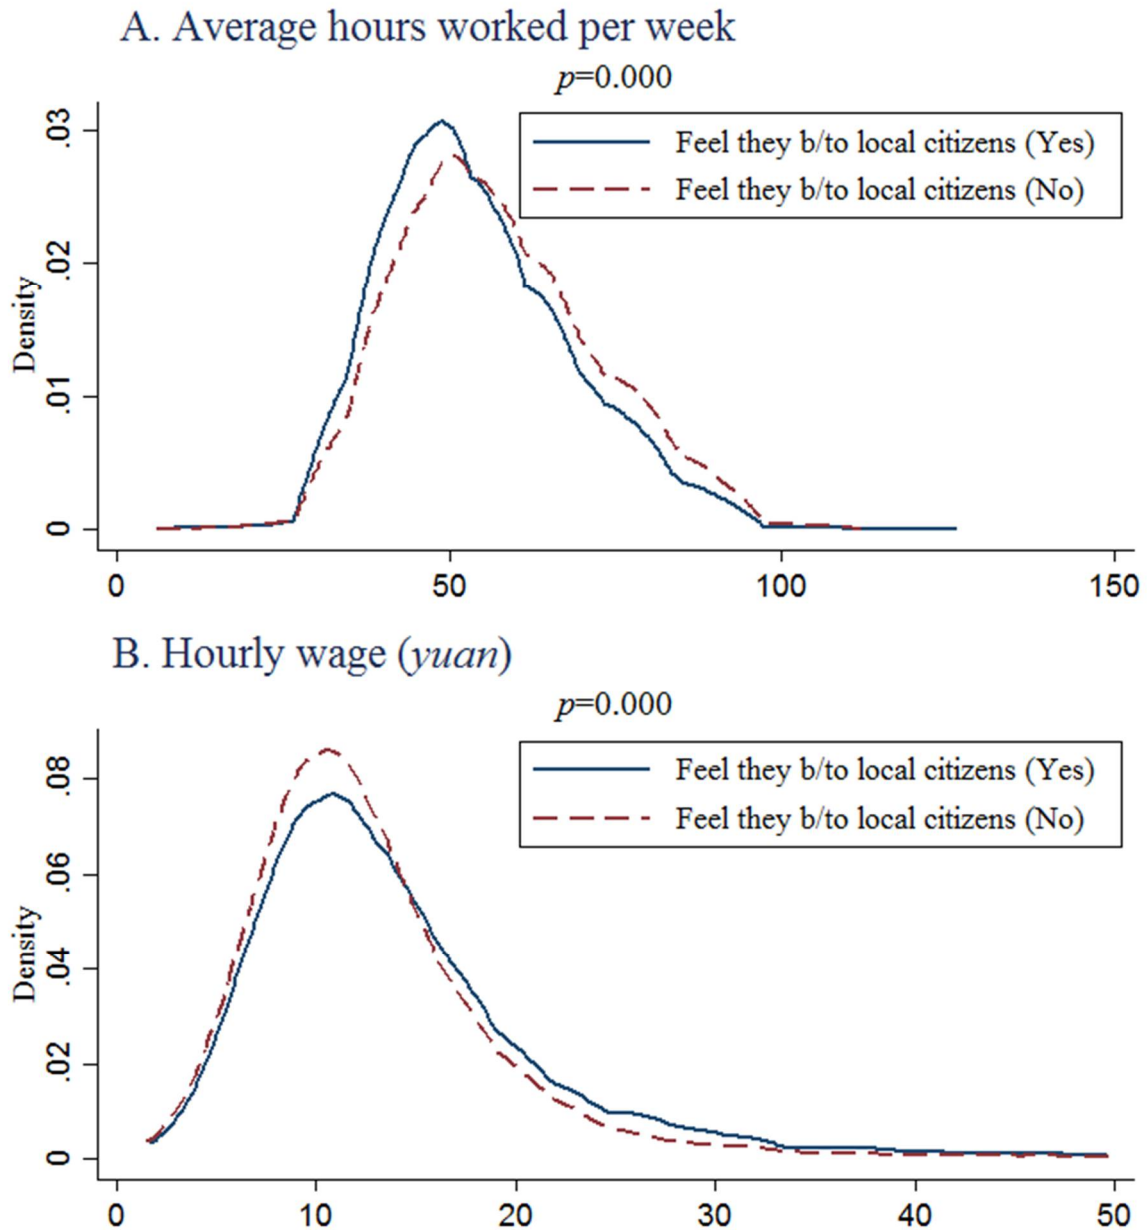 A. Average hours worked per week
p=0.000
Feel they b/to local citizens (Yes)
Feel they b/to local citizens (No)
Density
.03
.02
.01
0
0 50 100 150
B. Hourly wage (yuan)
p=0.000
Feel they b/to local citizens (Yes)
Feel they b/to local citizens (No)
Density
.08
.06
.04
.02
0
0 10 20 30 40 50